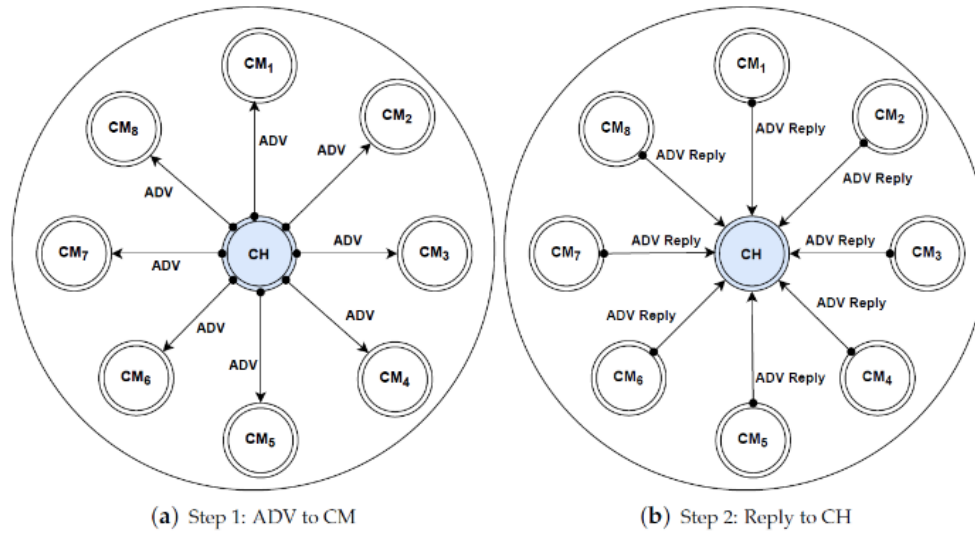 CM1
CM8
CM2
ADV
ADV
ADV
CM7
CH
CM3
ADV
ADV
ADV
ADV
ADV
CM6
CM4
CM5
(a) Step 1: ADV to CM
CM1
CM8
CM2
ADV Reply
ADV Reply
ADV Reply
CM7
ADV Reply
CH
ADV Reply
CM3
ADV Reply
ADV Reply
ADV Reply
CM6
CM4
CM5
(b) Step 2: Reply to CH